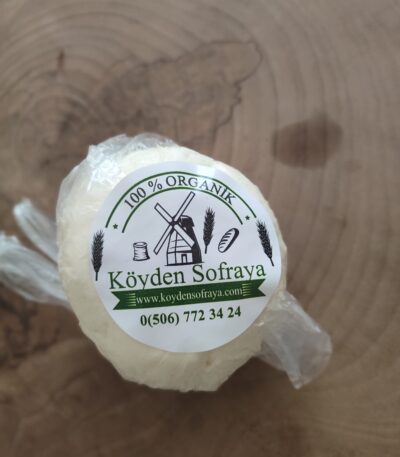 100 % ORGANİK
Köyden Sofraya
www.koydensofraya.com
0(506) 772 34 24